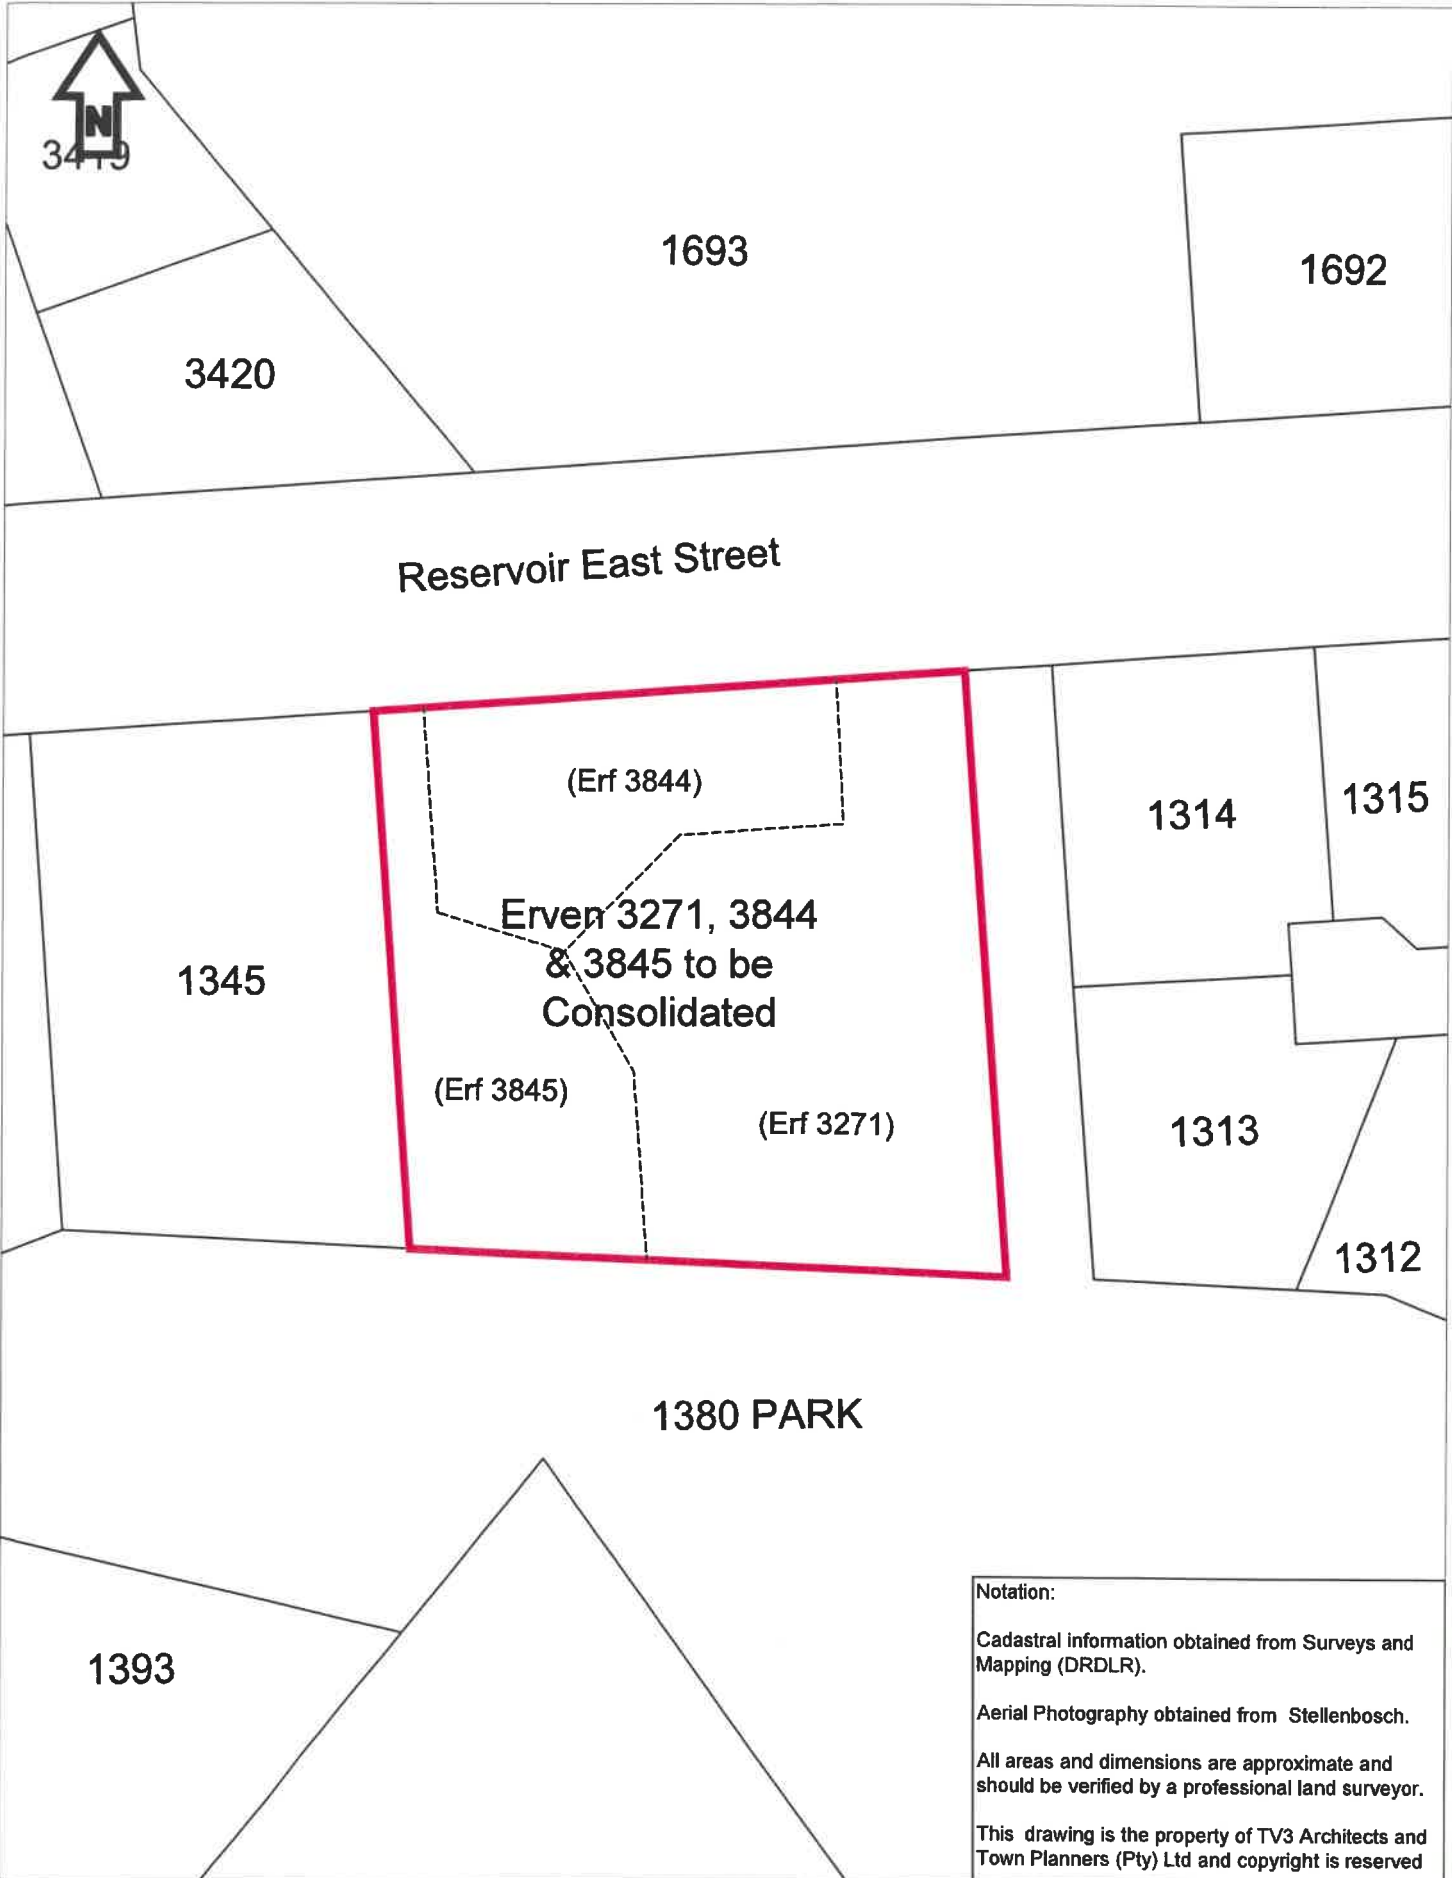 N
3419
1693
1692
3420
Reservoir East Street
(Erf 3844)
1314
1315
Erven 3271, 3844
& 3845 to be
Consolidated
1345
(Erf 3845)
(Erf 3271)
1313
1312
1380 PARK
1393
Notation:
Cadastral information obtained from Surveys and
Mapping (DRDLR).
Aerial Photography obtained from Stellenbosch.
All areas and dimensions are approximate and
should be verified by a professional land surveyor.
This drawing is the property of TV3 Architects and
Town Planners (Pty) Ltd and copyright is reserved